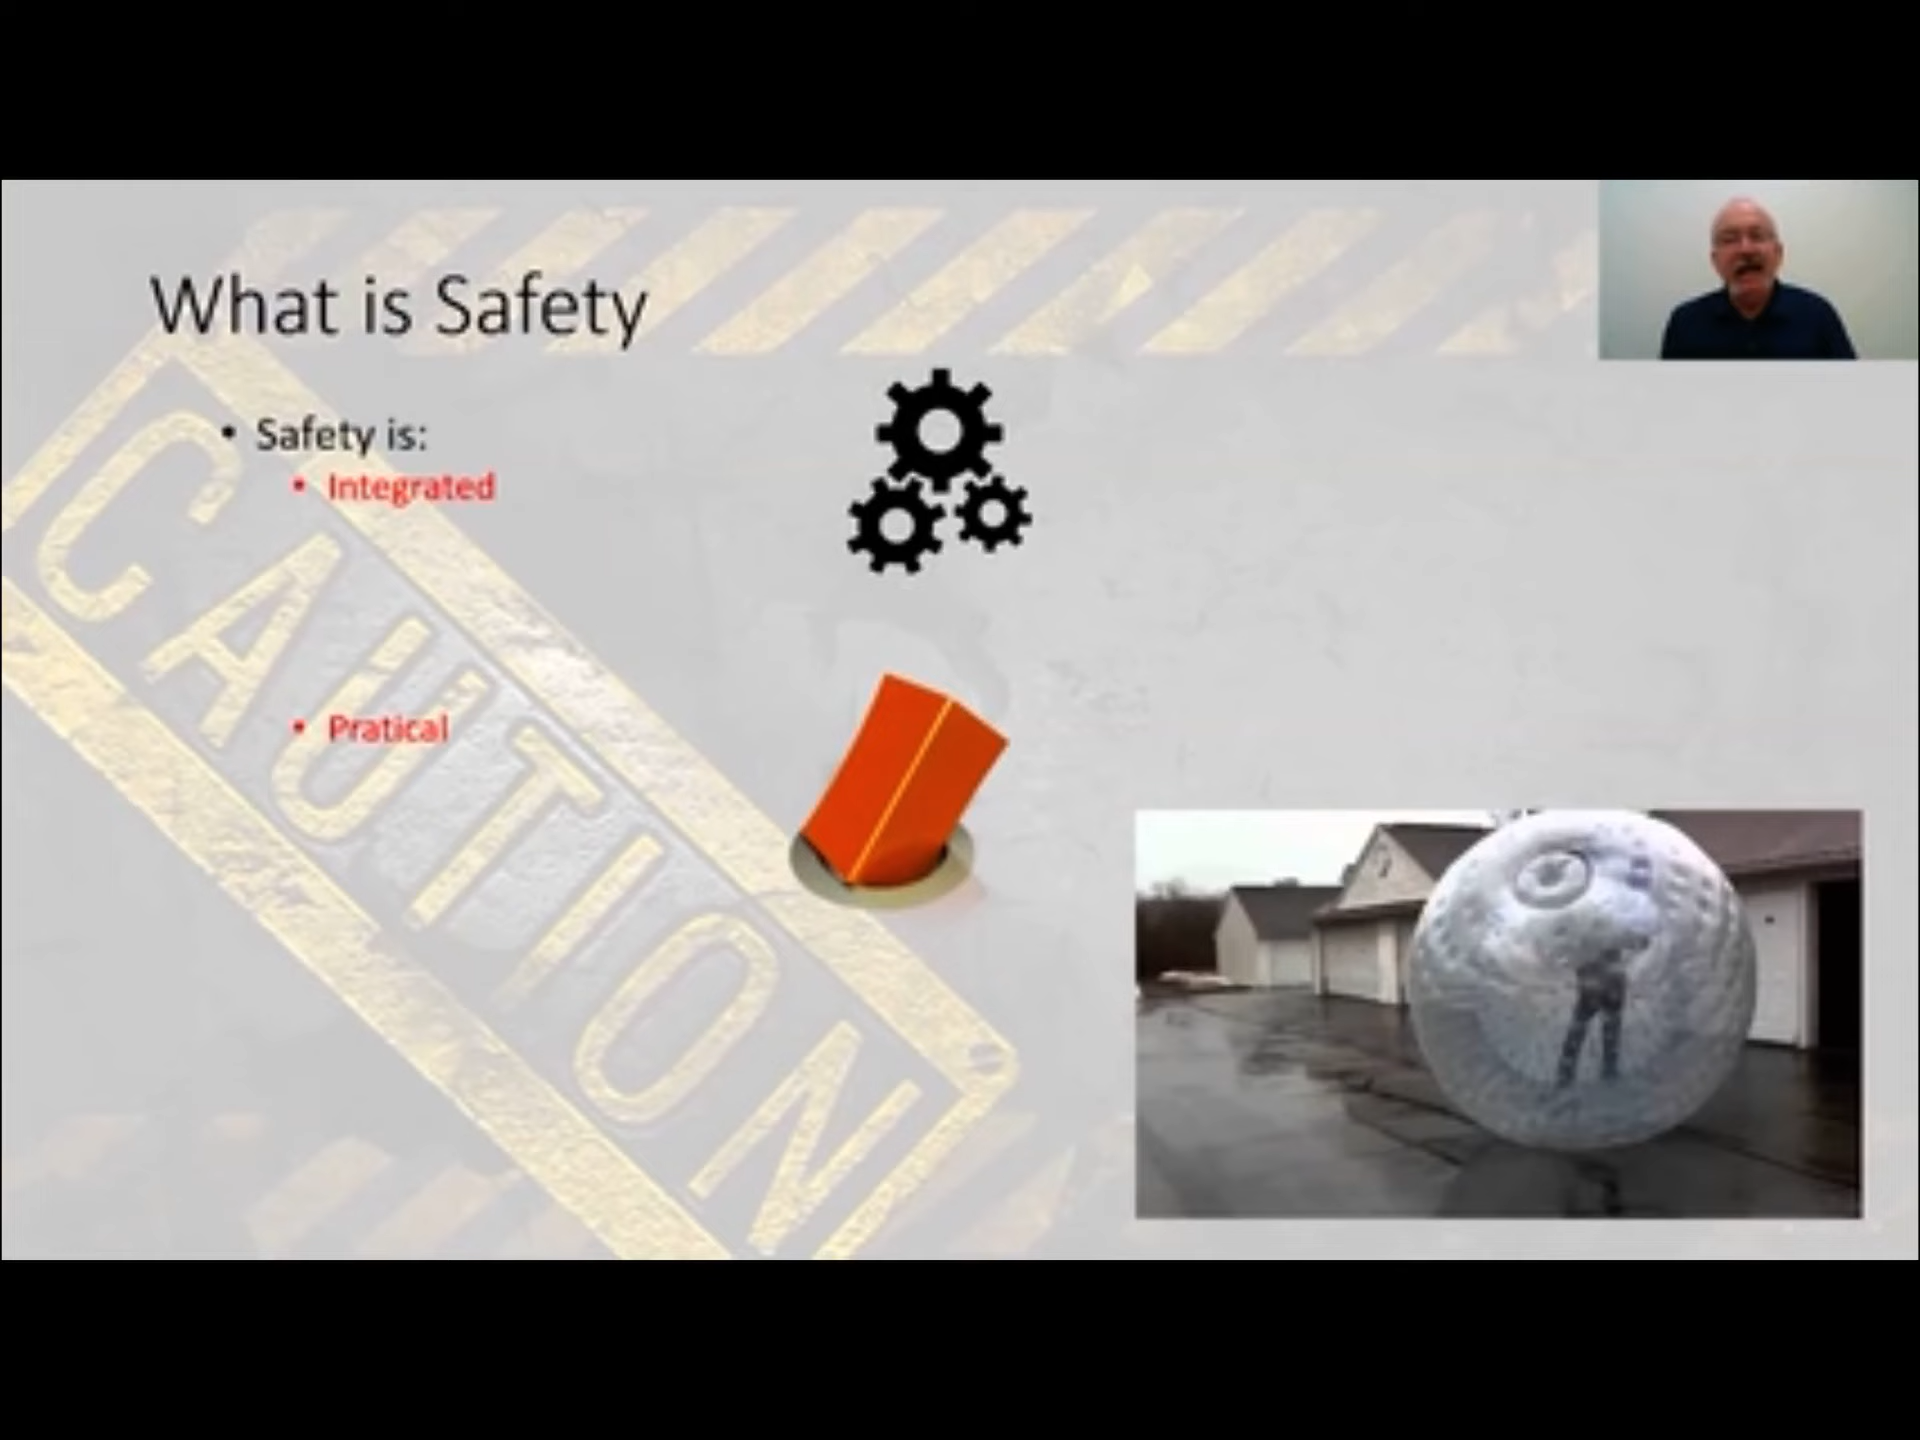 What is Safety
• Safety is:
• Integrated
• Pratical
CAUTION